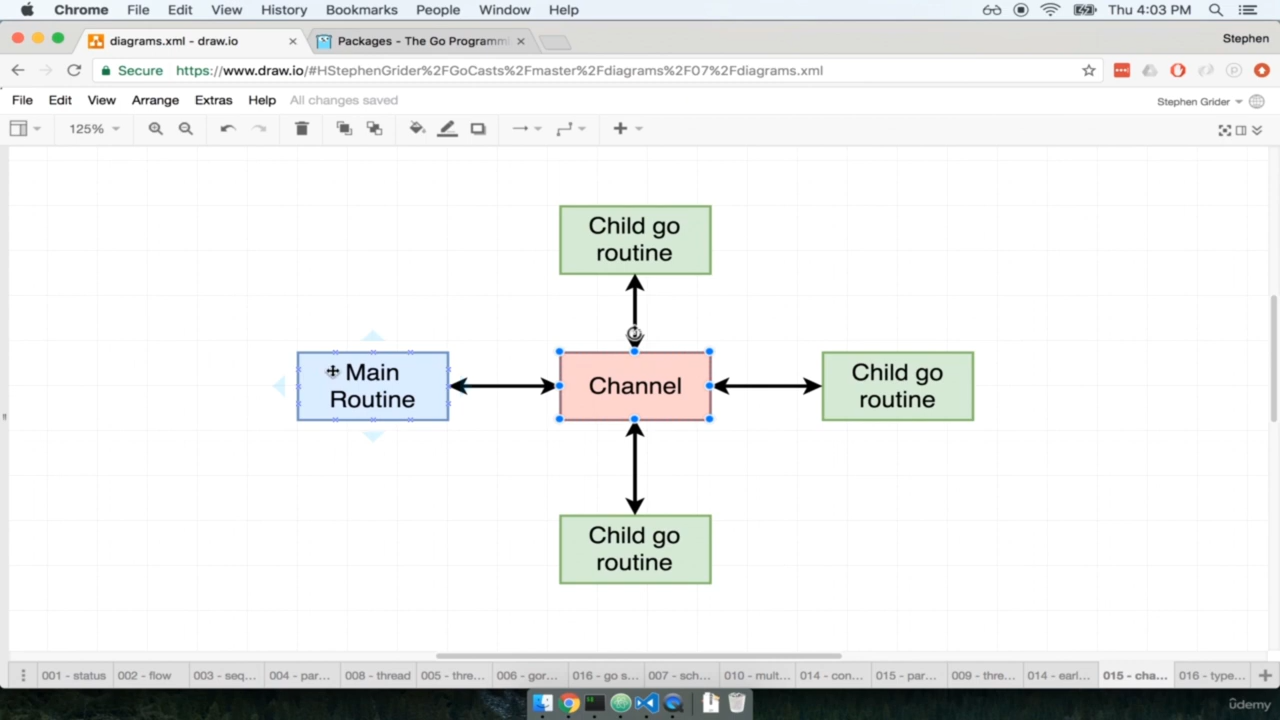 Chrome File Edit View History Bookmarks People Window Help Thu 4:03 PM
diagrams.xml - draw.io Packages - The Go Programmi Stephen
Secure https://www.draw.io/#HStephenGrider%2FGoCasts%2Fmaster%2Fdiagrams%2F07%2Fdiagrams.xml
File Edit View Arrange Extras Help All changes saved Stephen Grider
125%
Child go
routine
Main
Routine
Channel
Child go
routine
Child go
routine
001 - status 002 - flow 003 - seq... 004 - par... 008 - thread 005 - thre... 006 - gor... 016 - go s... 007 - sch... 010 - mult... 014 - con... 015 - par... 009 - thre... 014 - earl... 015 - cha... 016 - type...
ûdemy